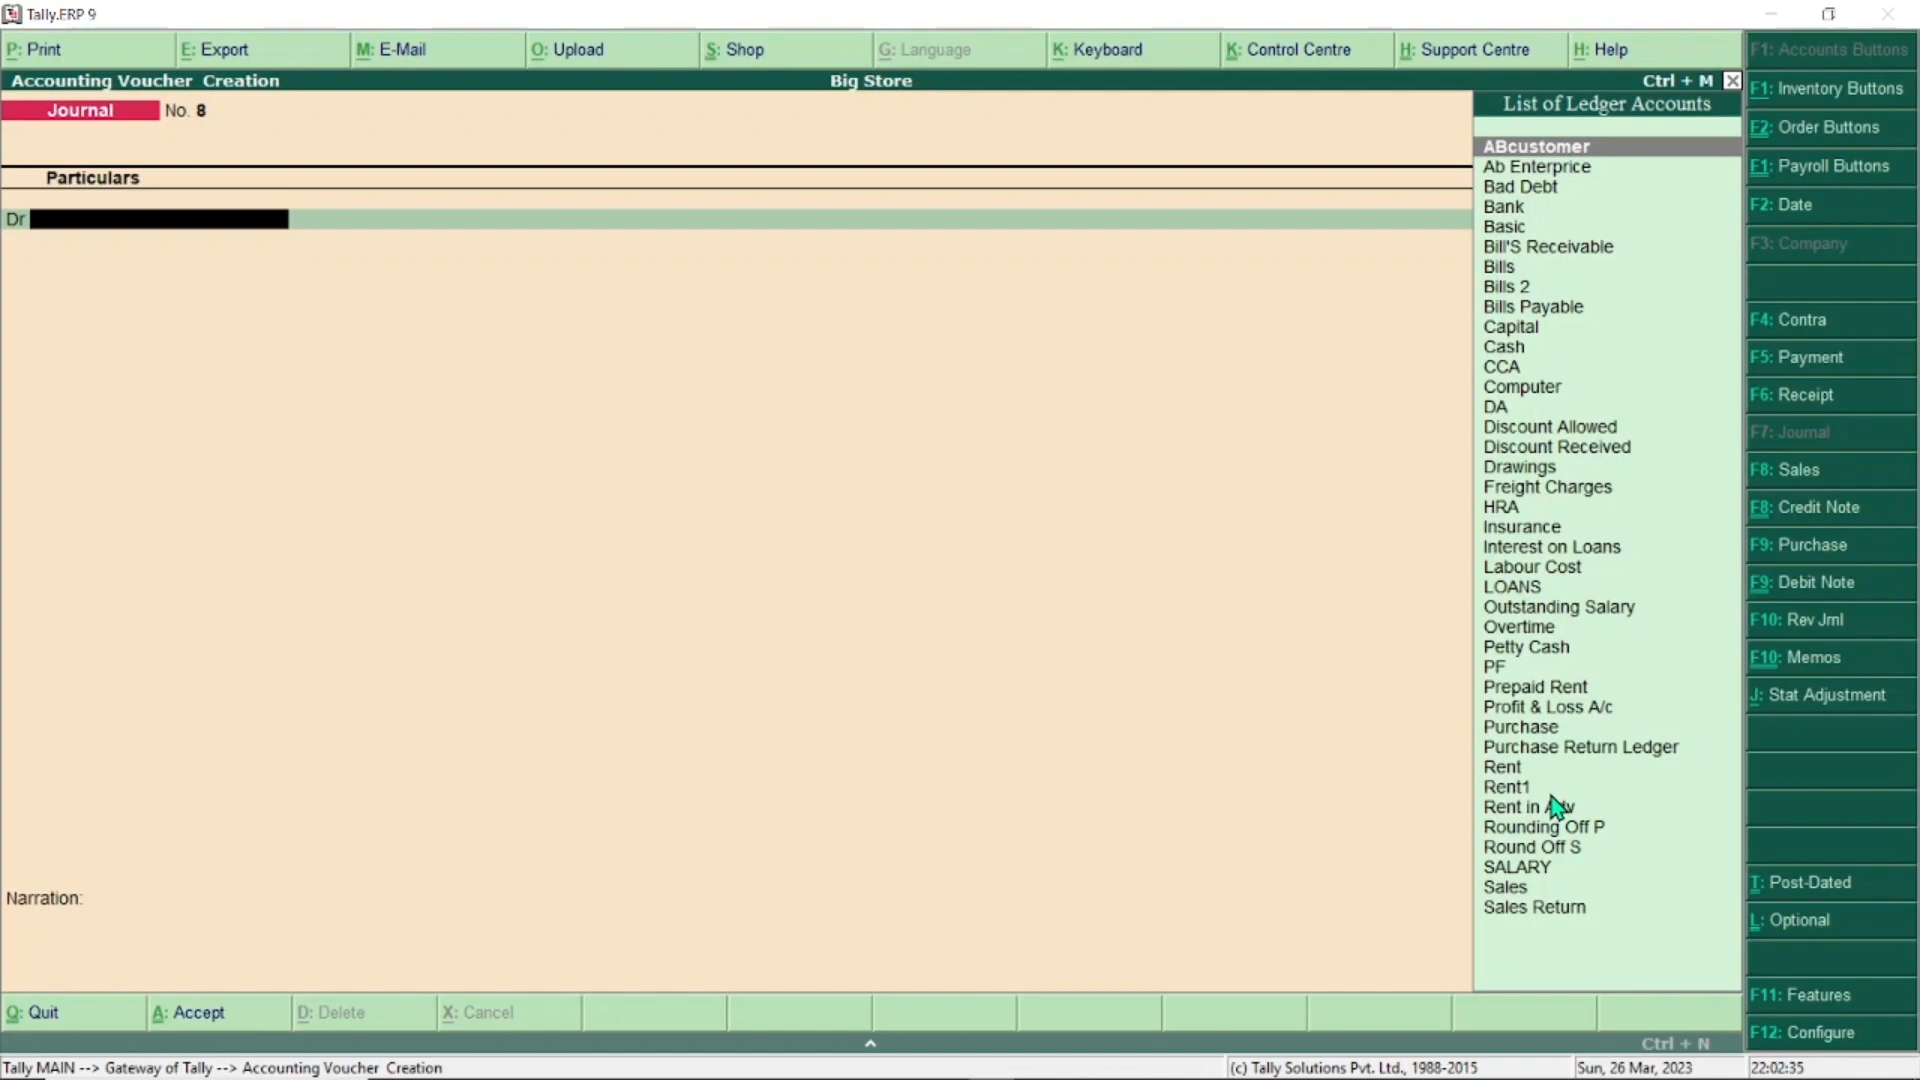 Tally.ERP 9
P: Print
E: Export
M: E-Mail
O: Upload
S: Shop
G: Language
K: Keyboard
K: Control Centre
H: Support Centre
H: Help
Accounting Voucher Creation
Big Store
Ctrl + M
Journal
No. 8
Particulars
Dr
Narration:
List of Ledger Accounts
ABcustomer
Ab Enterprice
Bad Debt
Bank
Basic
Bill'S Receivable
Bills
Bills 2
Bills Payable
Capital
Cash
CCA
Computer
DA
Discount Allowed
Discount Received
Drawings
Freight Charges
HRA
Insurance
Interest on Loans
Labour Cost
LOANS
Outstanding Salary
Overtime
Petty Cash
PF
Prepaid Rent
Profit & Loss A/c
Purchase
Purchase Return Ledger
Rent
Rent1
Rent in
Rounding Off P
Round Off S
SALARY
Sales
Sales Return
F1: Accounts Buttons
F1: Inventory Buttons
F2: Order Buttons
F1: Payroll Buttons
F2: Date
F3: Company
F4: Contra
F5: Payment
F6: Receipt
F7: Journal
F8: Sales
F8: Credit Note
F9: Purchase
F9: Debit Note
F10: Rev Jrnl
F10: Memos
J: Stat Adjustment
T: Post-Dated
L: Optional
F11: Features
F12: Configure
Q: Quit
A: Accept
D: Delete
X: Cancel
Ctrl + N
Tally MAIN --> Gateway of Tally --> Accounting Voucher Creation
(c) Tally Solutions Pvt. Ltd., 1988-2015
Sun, 26 Mar, 2023
22:02:35